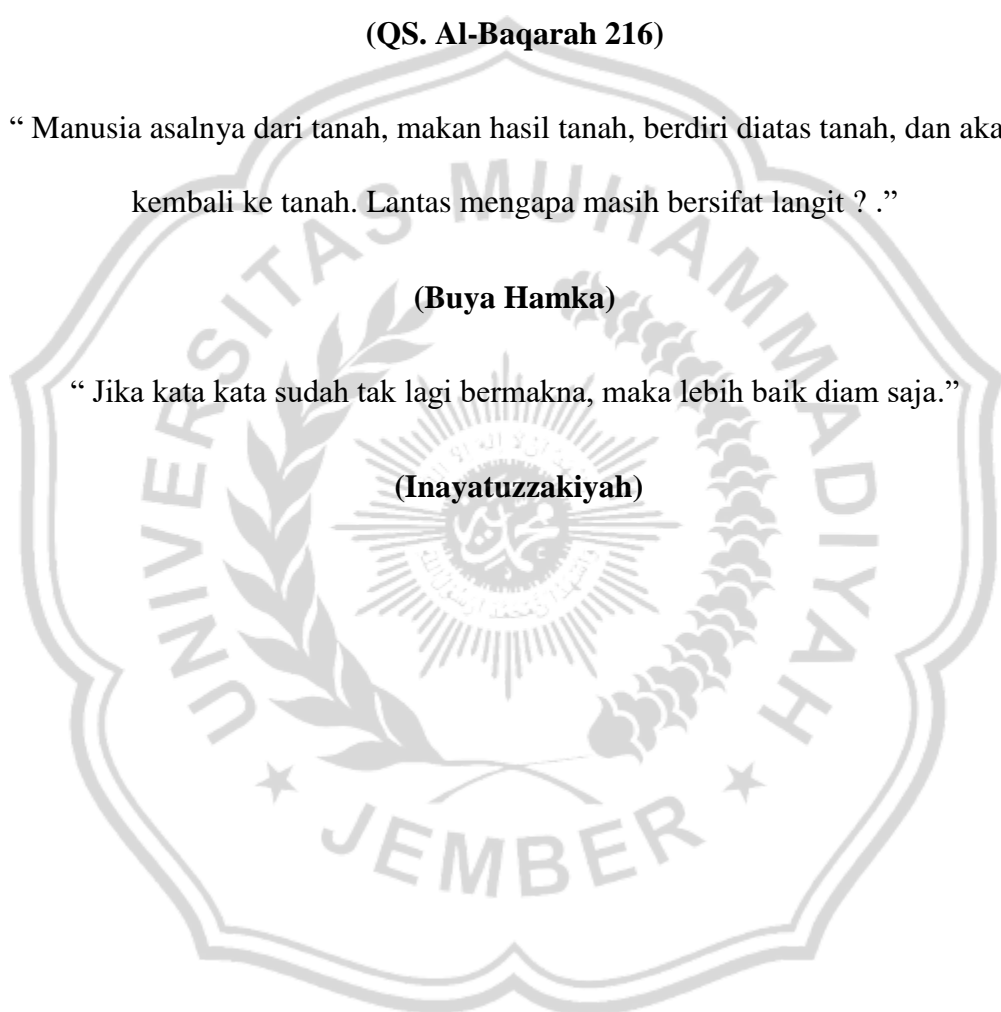 (QS. Al-Baqarah 216)
“ Manusia asalnya dari tanah, makan hasil tanah, berdiri diatas tanah, dan aka
kembali ke tanah. Lantas mengapa masih bersifat langit ? .”
(Buya Hamka)
“ Jika kata kata sudah tak lagi bermakna, maka lebih baik diam saja.”
(Inayatuzzakiyah)
UNIVERSITAS MUHAMMADIYAH
JEMBER